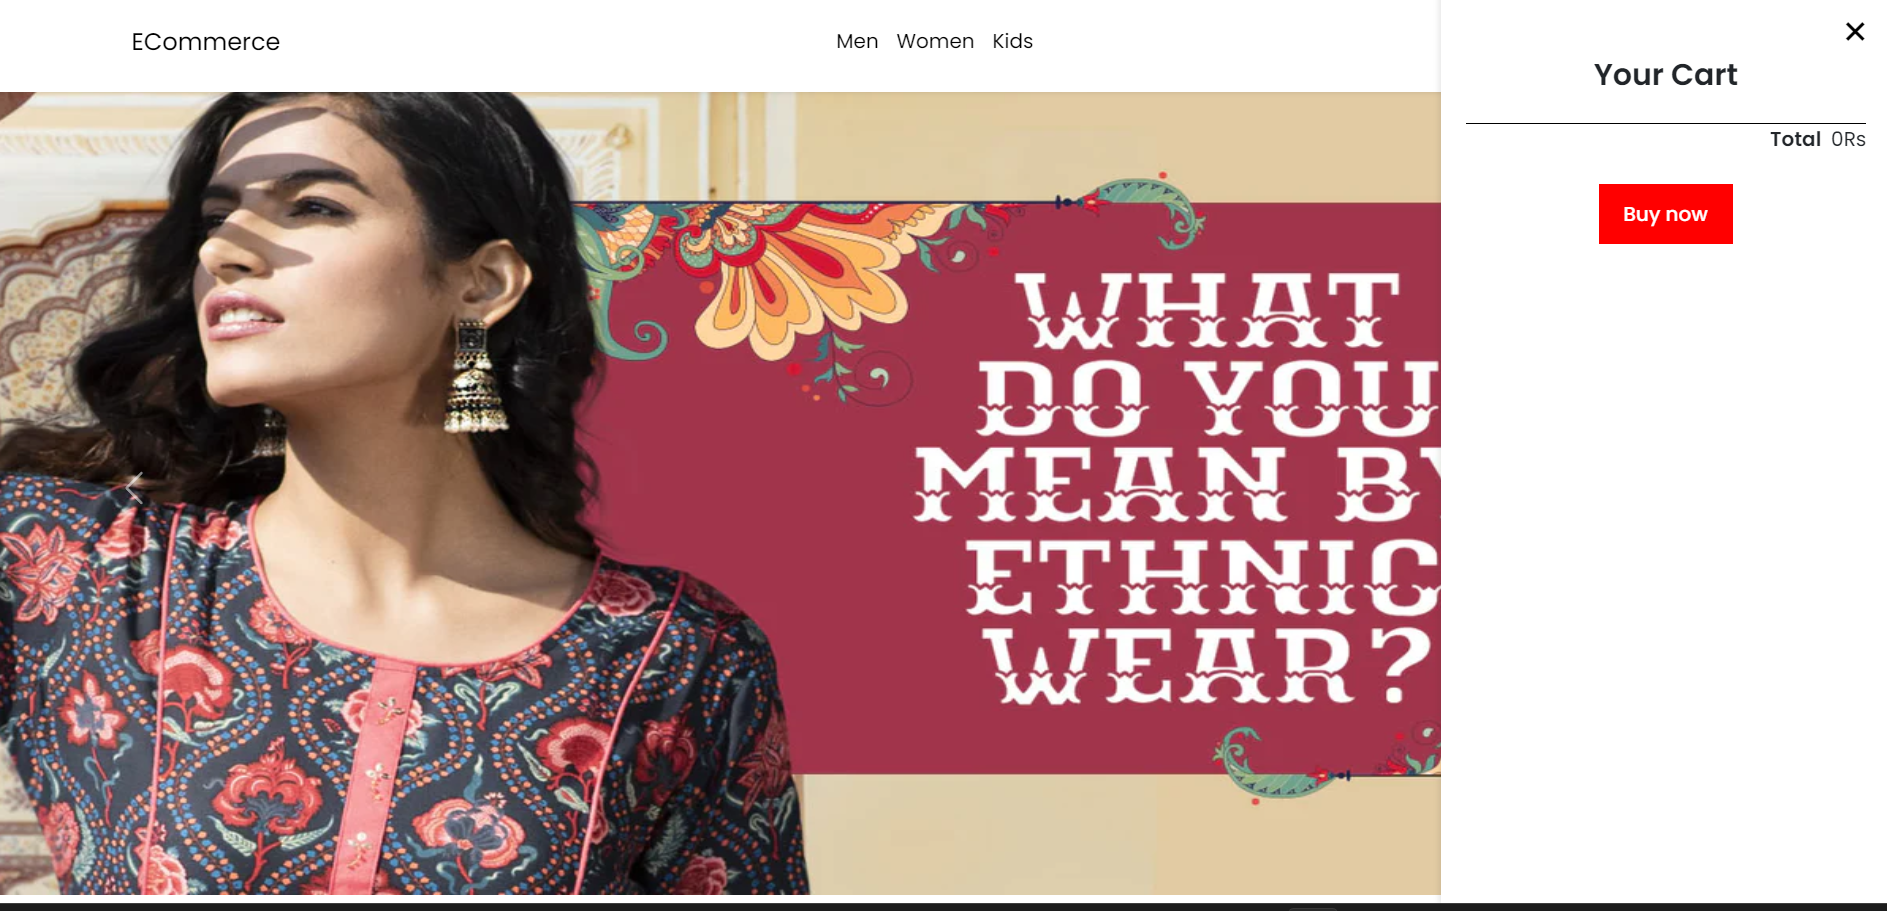 ECommerce
Men Women Kids
Your Cart
Total 0Rs
Buy now
WHAT
DO YOU
MEAN BY
ETHNIC
WEAR?